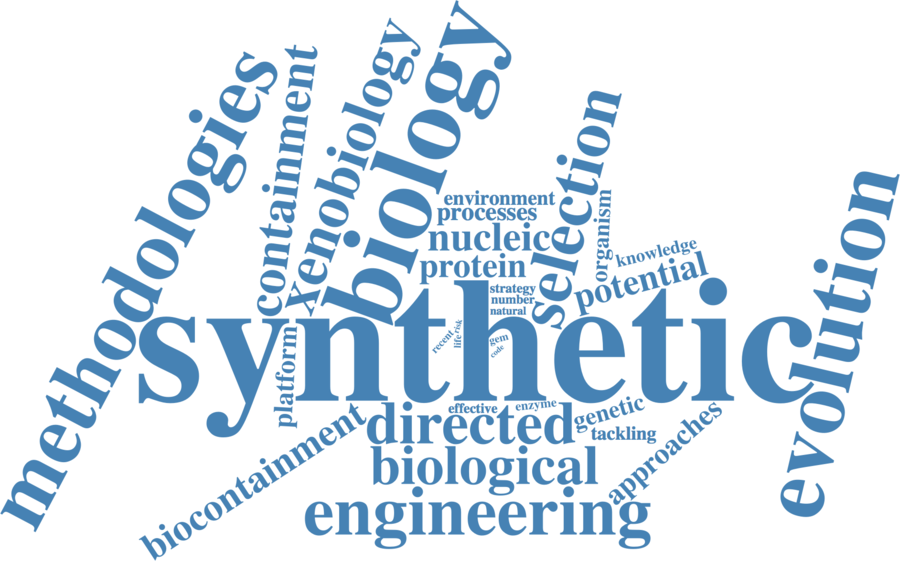 methodologies
containment
xenobiology
biology
selection
evolution
environment
processes
nucleic
protein
organism
knowledge
potential
strategy
number
natural
synthetic
recent
life
risk
gem
code
platform
effective
enzyme
genetic
directed
tackling
approaches
biocontainment
biological
engineering